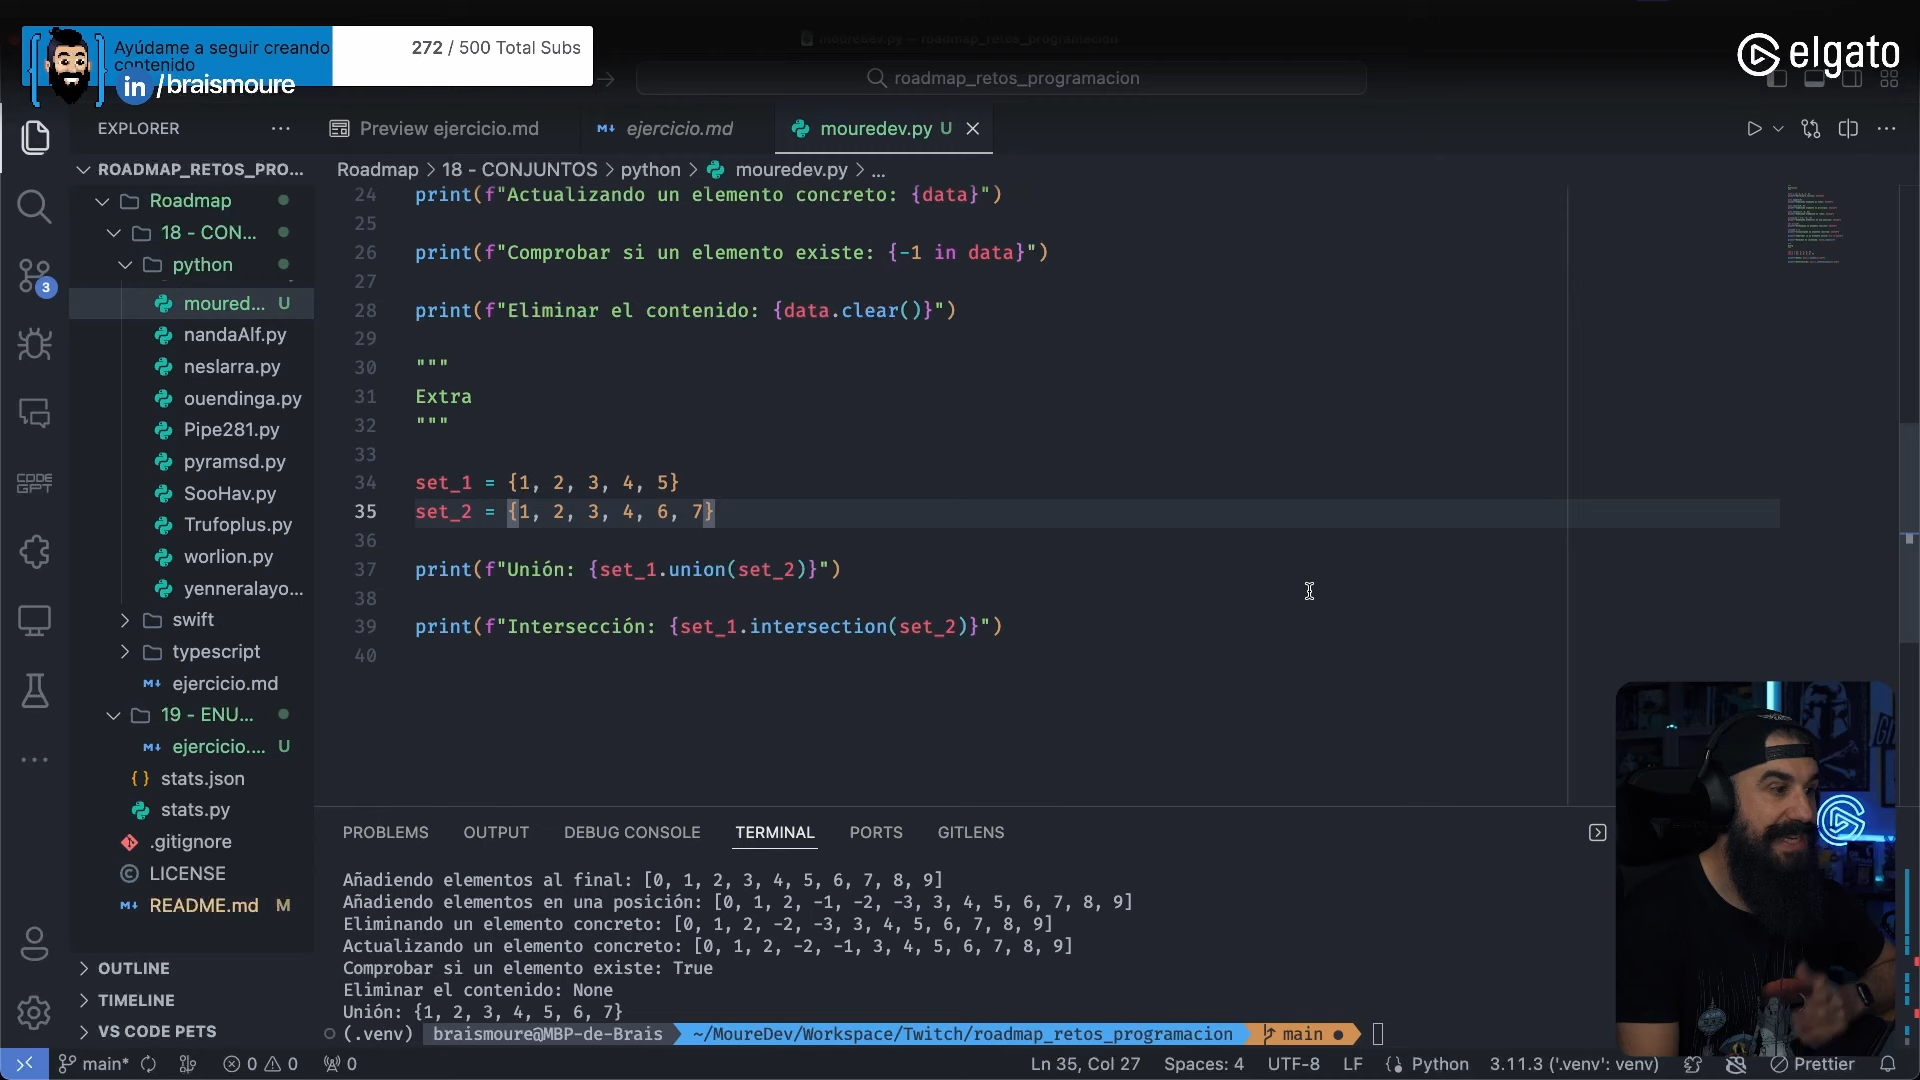 Ayúdame a seguir creando
contenido
272 / 500 Total Subs
in /braismoure
elgato
roadmap_retos_programacion
EXPLORER
Preview ejercicio.md
ejercicio.md
mouredev.py U
ROADMAP_RETOS_PRO...
Roadmap > 18 - CONJUNTOS > python > mouredev.py > ...
Roadmap
18 - CON...
python
moured... U
nandaAlf.py
neslarra.py
ouendinga.py
Pipe281.py
pyramsd.py
SooHav.py
Trufoplus.py
worlion.py
yenneralayo...
swift
typescript
ejercicio.md
19 - ENU...
ejercicio.... U
stats.json
stats.py
.gitignore
LICENSE
README.md M
OUTLINE
TIMELINE
VS CODE PETS
3
CODE
GPT
24 print(f"Actualizando un elemento concreto: {data}")
25
26 print(f"Comprobar si un elemento existe: {-1 in data}")
27
28 print(f"Eliminar el contenido: {data.clear()}")
29
30 """
31 Extra
32 """
33
34 set_1 = {1, 2, 3, 4, 5}
35 set_2 = {1, 2, 3, 4, 6, 7}
36
37 print(f"Unión: {set_1.union(set_2)}")
38
39 print(f"Intersección: {set_1.intersection(set_2)}")
40
PROBLEMS OUTPUT DEBUG CONSOLE TERMINAL PORTS GITLENS
Añadiendo elementos al final: [0, 1, 2, 3, 4, 5, 6, 7, 8, 9]
Añadiendo elementos en una posición: [0, 1, 2, -1, -2, -3, 3, 4, 5, 6, 7, 8, 9]
Eliminando un elemento concreto: [0, 1, 2, -2, -3, 3, 4, 5, 6, 7, 8, 9]
Actualizando un elemento concreto: [0, 1, 2, -2, -1, 3, 4, 5, 6, 7, 8, 9]
Comprobar si un elemento existe: True
Eliminar el contenido: None
Unión: {1, 2, 3, 4, 5, 6, 7}
(.venv) braismoure@MBP-de-Brais ~/MoureDev/Workspace/Twitch/roadmap_retos_programacion main
main* 0 0 0 Ln 35, Col 27 Spaces: 4 UTF-8 LF Python 3.11.3 ('.venv': venv) Prettier